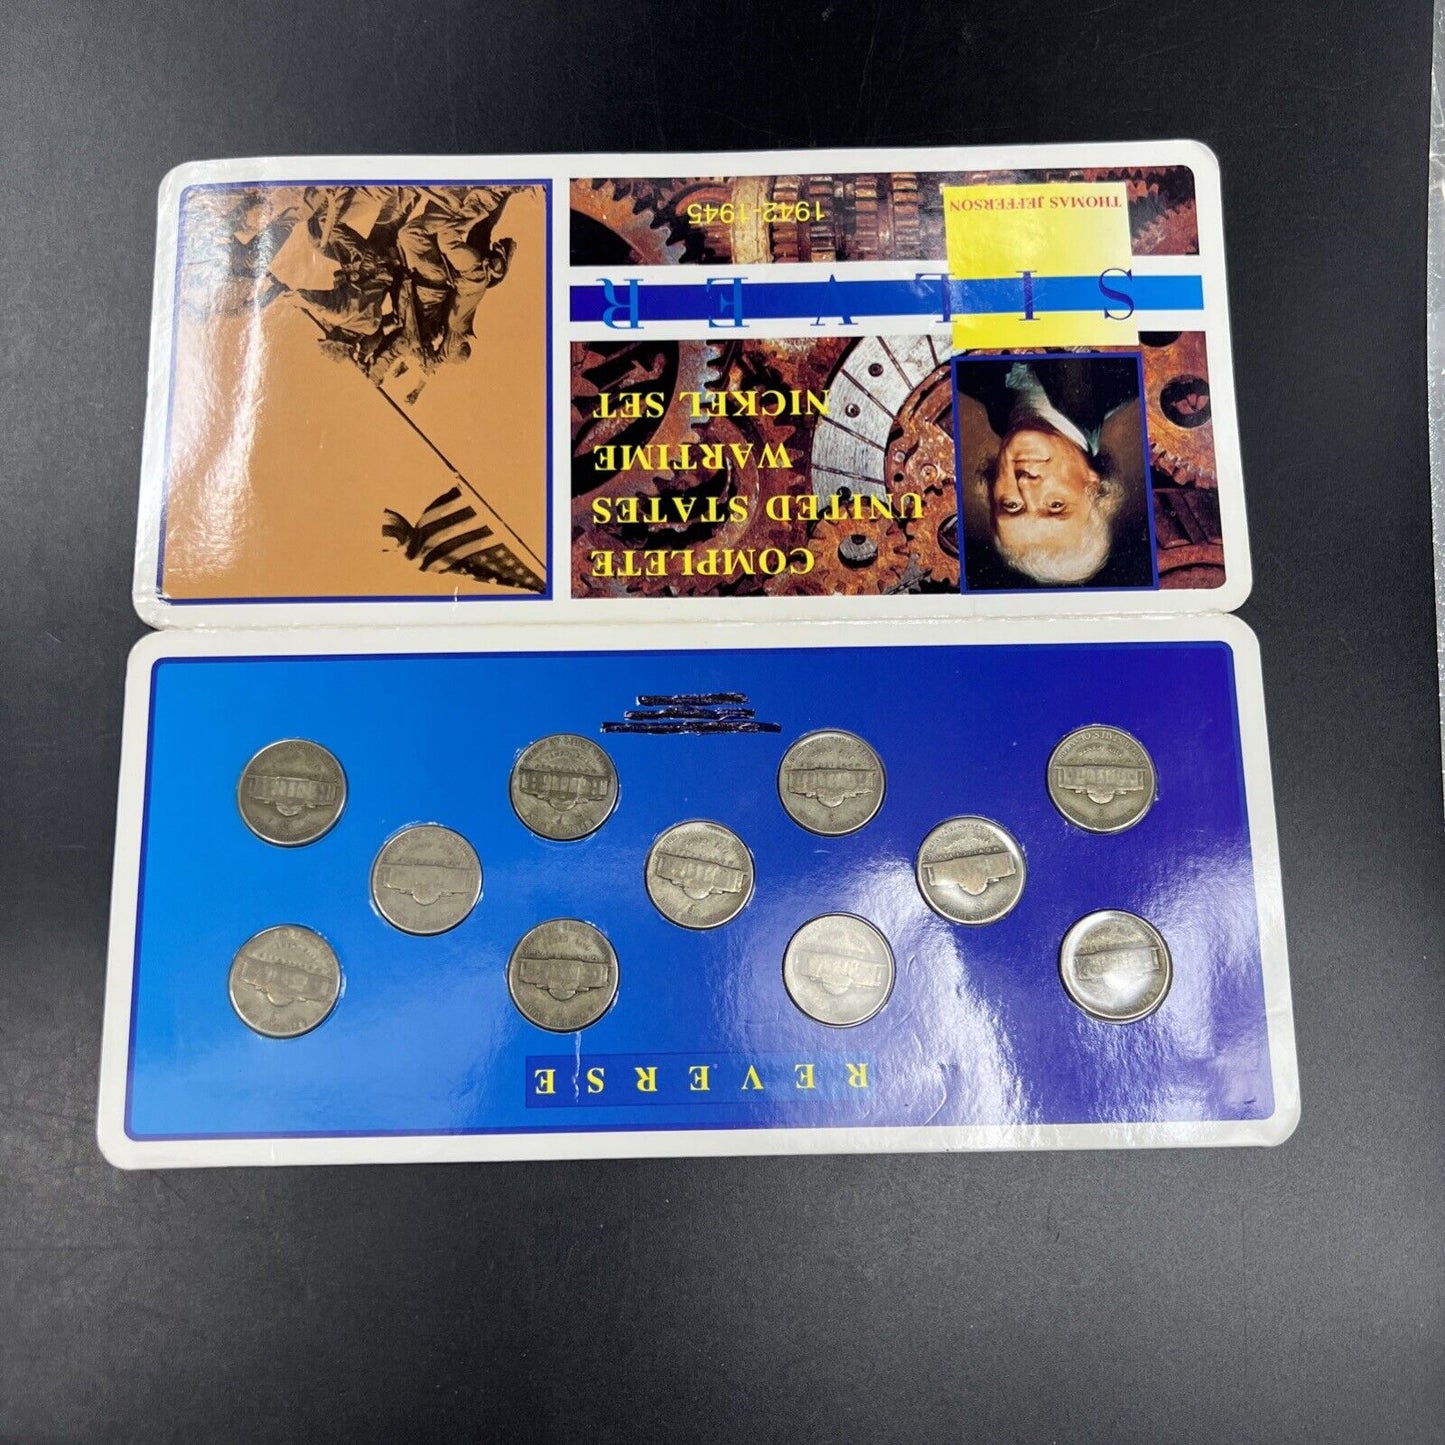 COMPLETE
UNITED STATES
WARTIME
NICKEL SET
SILVER
1942-1945
THOMAS JEFFERSON
REVERSE